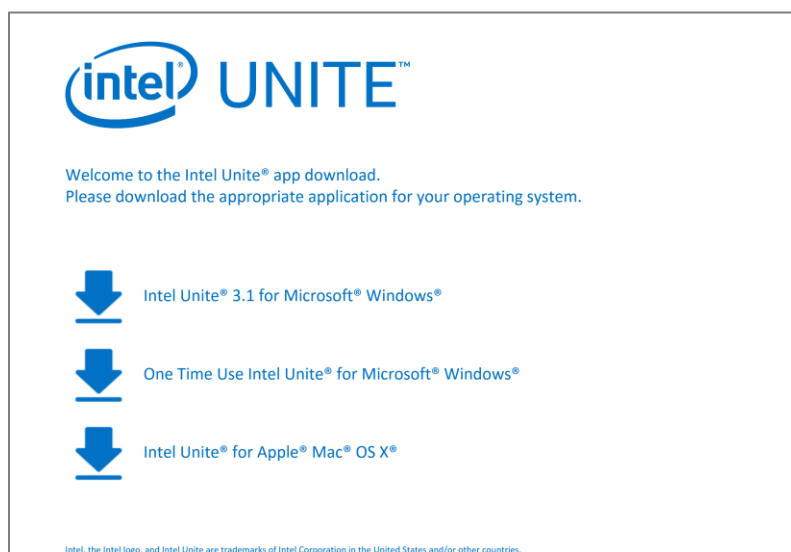 intel® UNITE™
Welcome to the Intel Unite® app download.
Please download the appropriate application for your operating system.
Intel Unite® 3.1 for Microsoft® Windows®
One Time Use Intel Unite® for Microsoft® Windows®
Intel Unite® for Apple® Mac® OS X®
Intel, the Intel logo, and Intel Unite are trademarks of Intel Corporation in the United States and/or other countries.